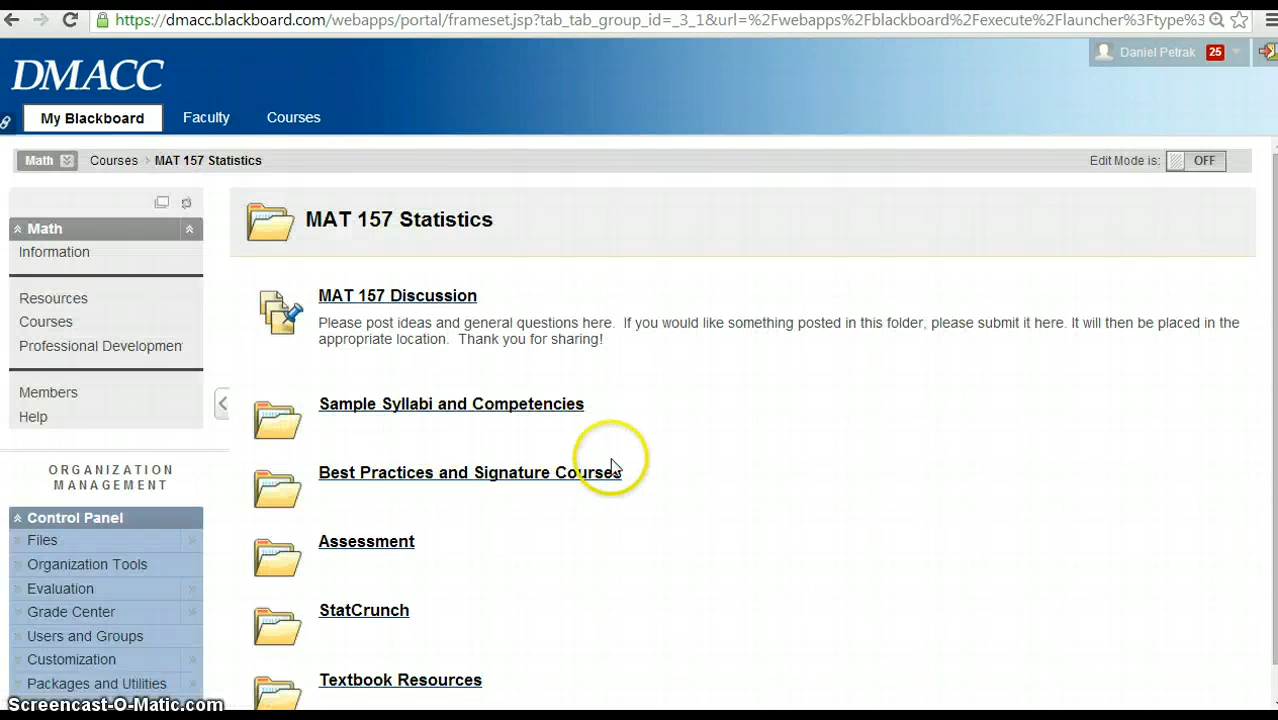 https://dmacc.blackboard.com/webapps/portal/frameset.jsp?tab_tab_group_id=_3_1&url=%2Fwebapps%2Fblackboard%2Fexecute%2Flauncher%3Ftype%3
DMACC
Daniel Petrak 25
My Blackboard Faculty Courses
Math Courses > MAT 157 Statistics Edit Mode is: OFF
Math
Information
Resources
Courses
Professional Developmen
Members
Help
ORGANIZATION
MANAGEMENT
Control Panel
Files
Organization Tools
Evaluation
Grade Center
Users and Groups
Customization
Packages and Utilities
MAT 157 Statistics
MAT 157 Discussion
Please post ideas and general questions here. If you would like something posted in this folder, please submit it here. It will then be placed in the
appropriate location. Thank you for sharing!
Sample Syllabi and Competencies
Best Practices and Signature Courses
Assessment
StatCrunch
Textbook Resources
Screencast-O-Matic.com